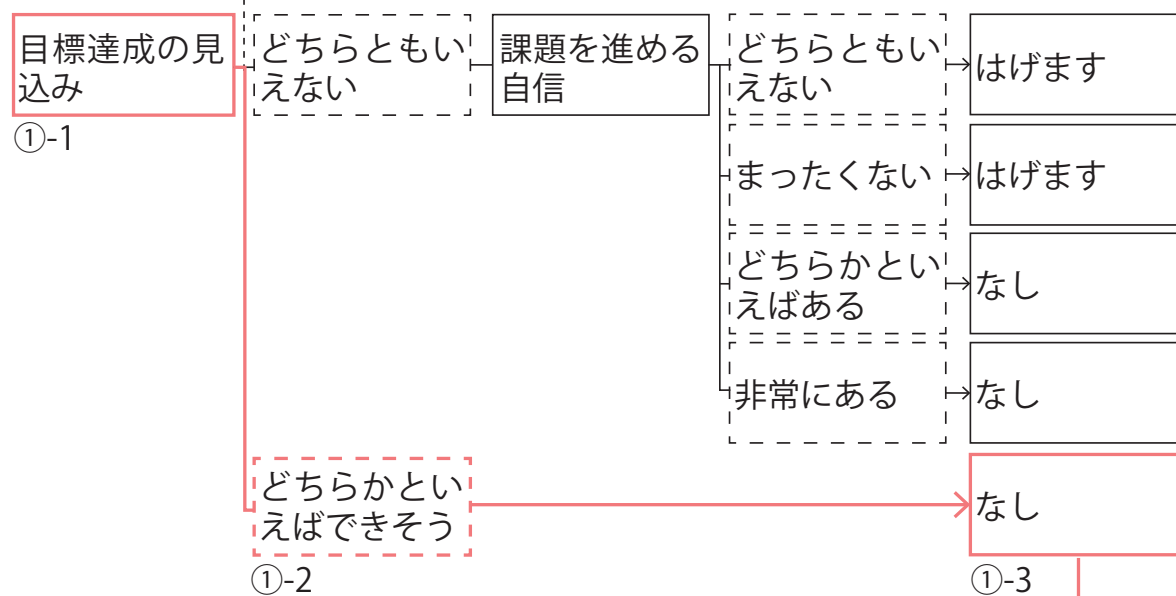 目標達成の見
込み
①-1
どちらともい
えない
課題を進める
自信
どちらともい
えない
はげます
まったくない
はげます
どちらかとい
えばある
なし
非常にある
なし
どちらかとい
えばできそう
①-2
なし
①-3